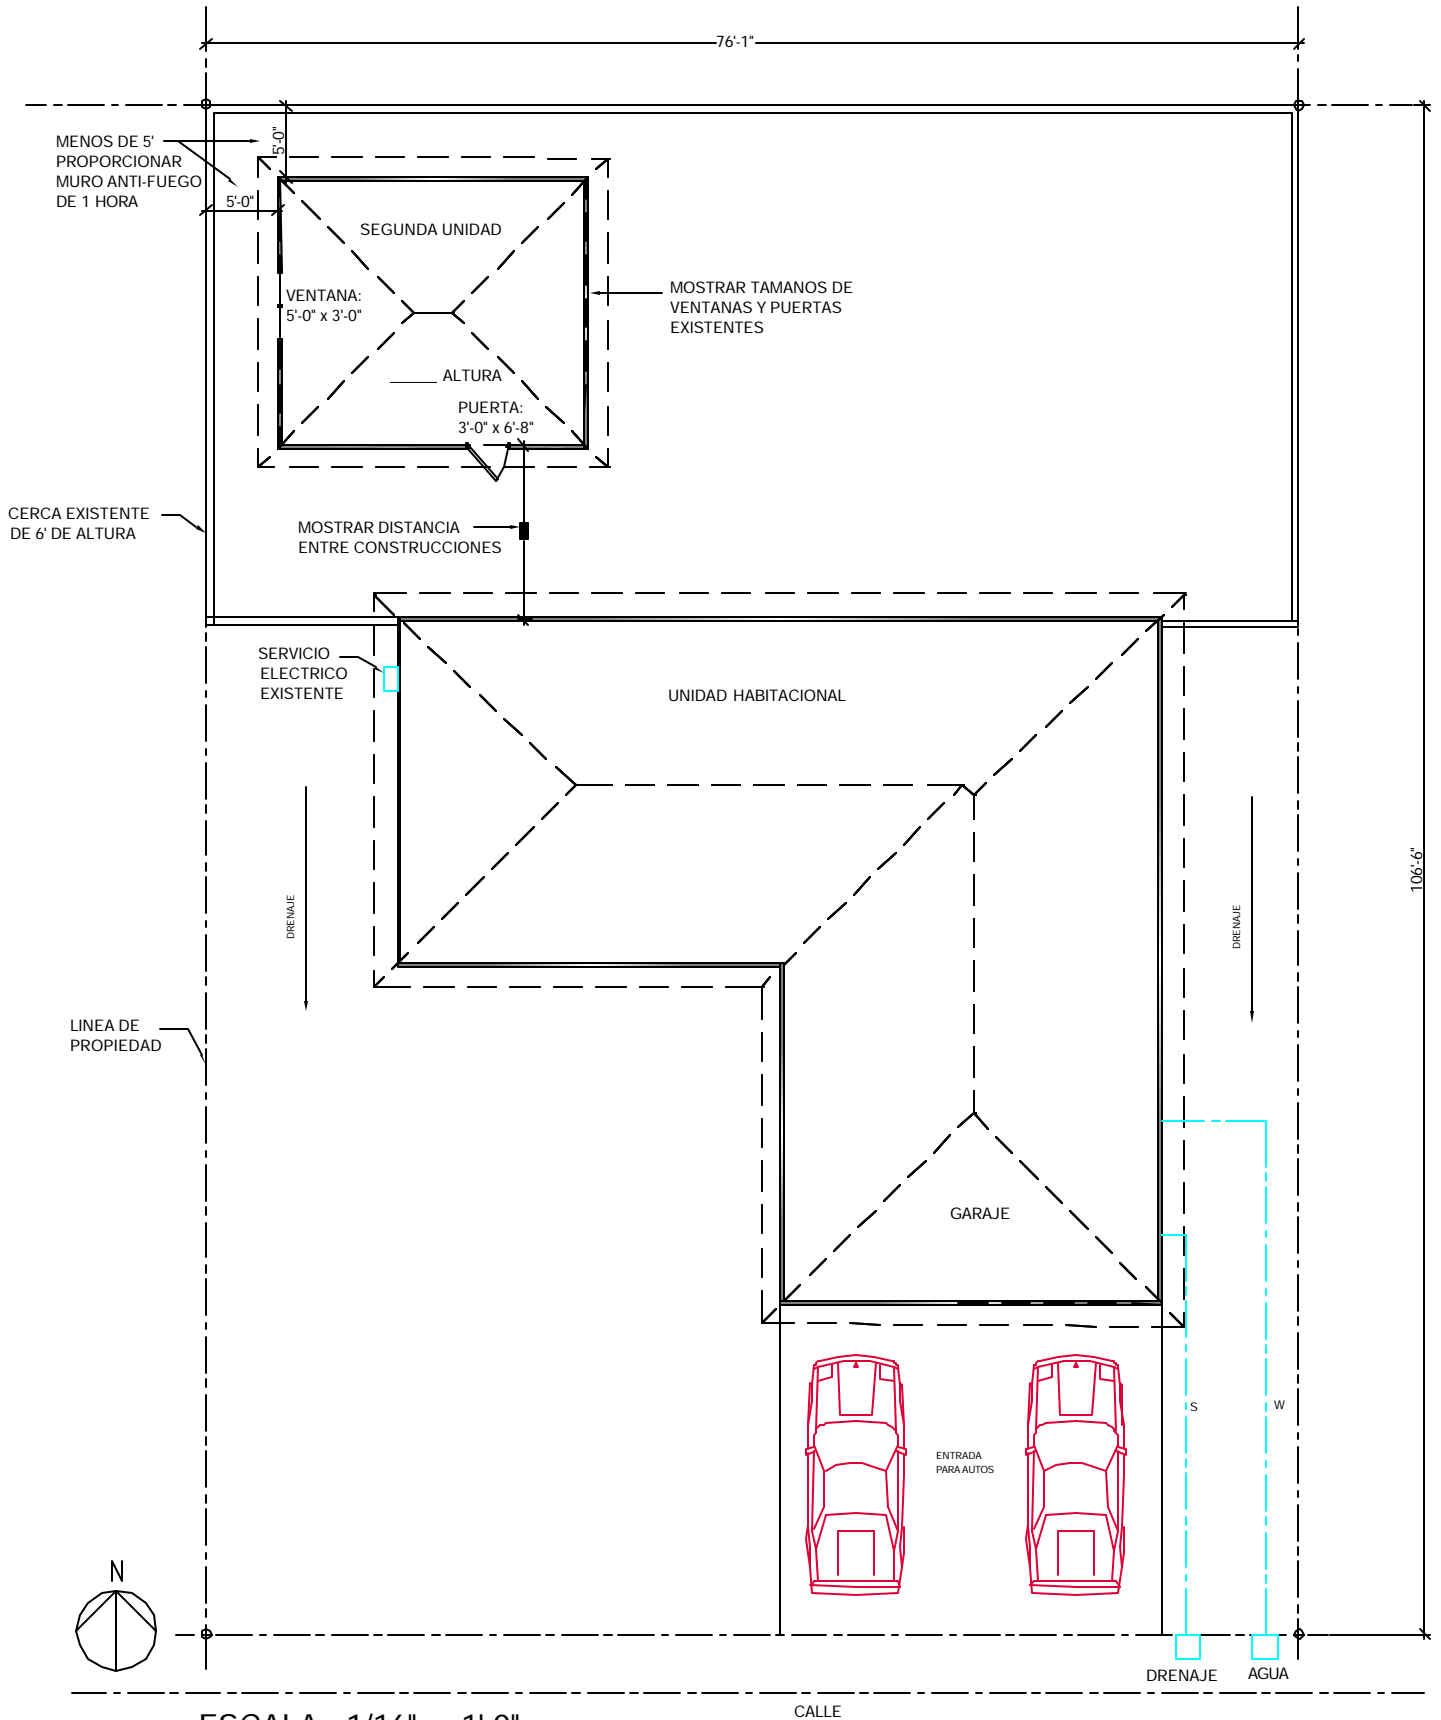 76'-1"
MENOS DE 5'
PROPORCIONAR
MURO ANTI-FUEGO
DE 1 HORA
5'-0"
5'-0"
SEGUNDA UNIDAD
VENTANA:
5'-0" x 3'-0"
MOSTRAR TAMANOS DE
VENTANAS Y PUERTAS
EXISTENTES
_____ ALTURA
PUERTA:
3'-0" x 6'-8"
CERCA EXISTENTE
DE 6' DE ALTURA
MOSTRAR DISTANCIA
ENTRE CONSTRUCCIONES
SERVICIO
ELECTRICO
EXISTENTE
UNIDAD HABITACIONAL
106'-6"
DRENAJE
DRENAJE
LINEA DE
PROPIEDAD
GARAJE
S
W
ENTRADA
PARA AUTOS
N
DRENAJE
AGUA
CALLE